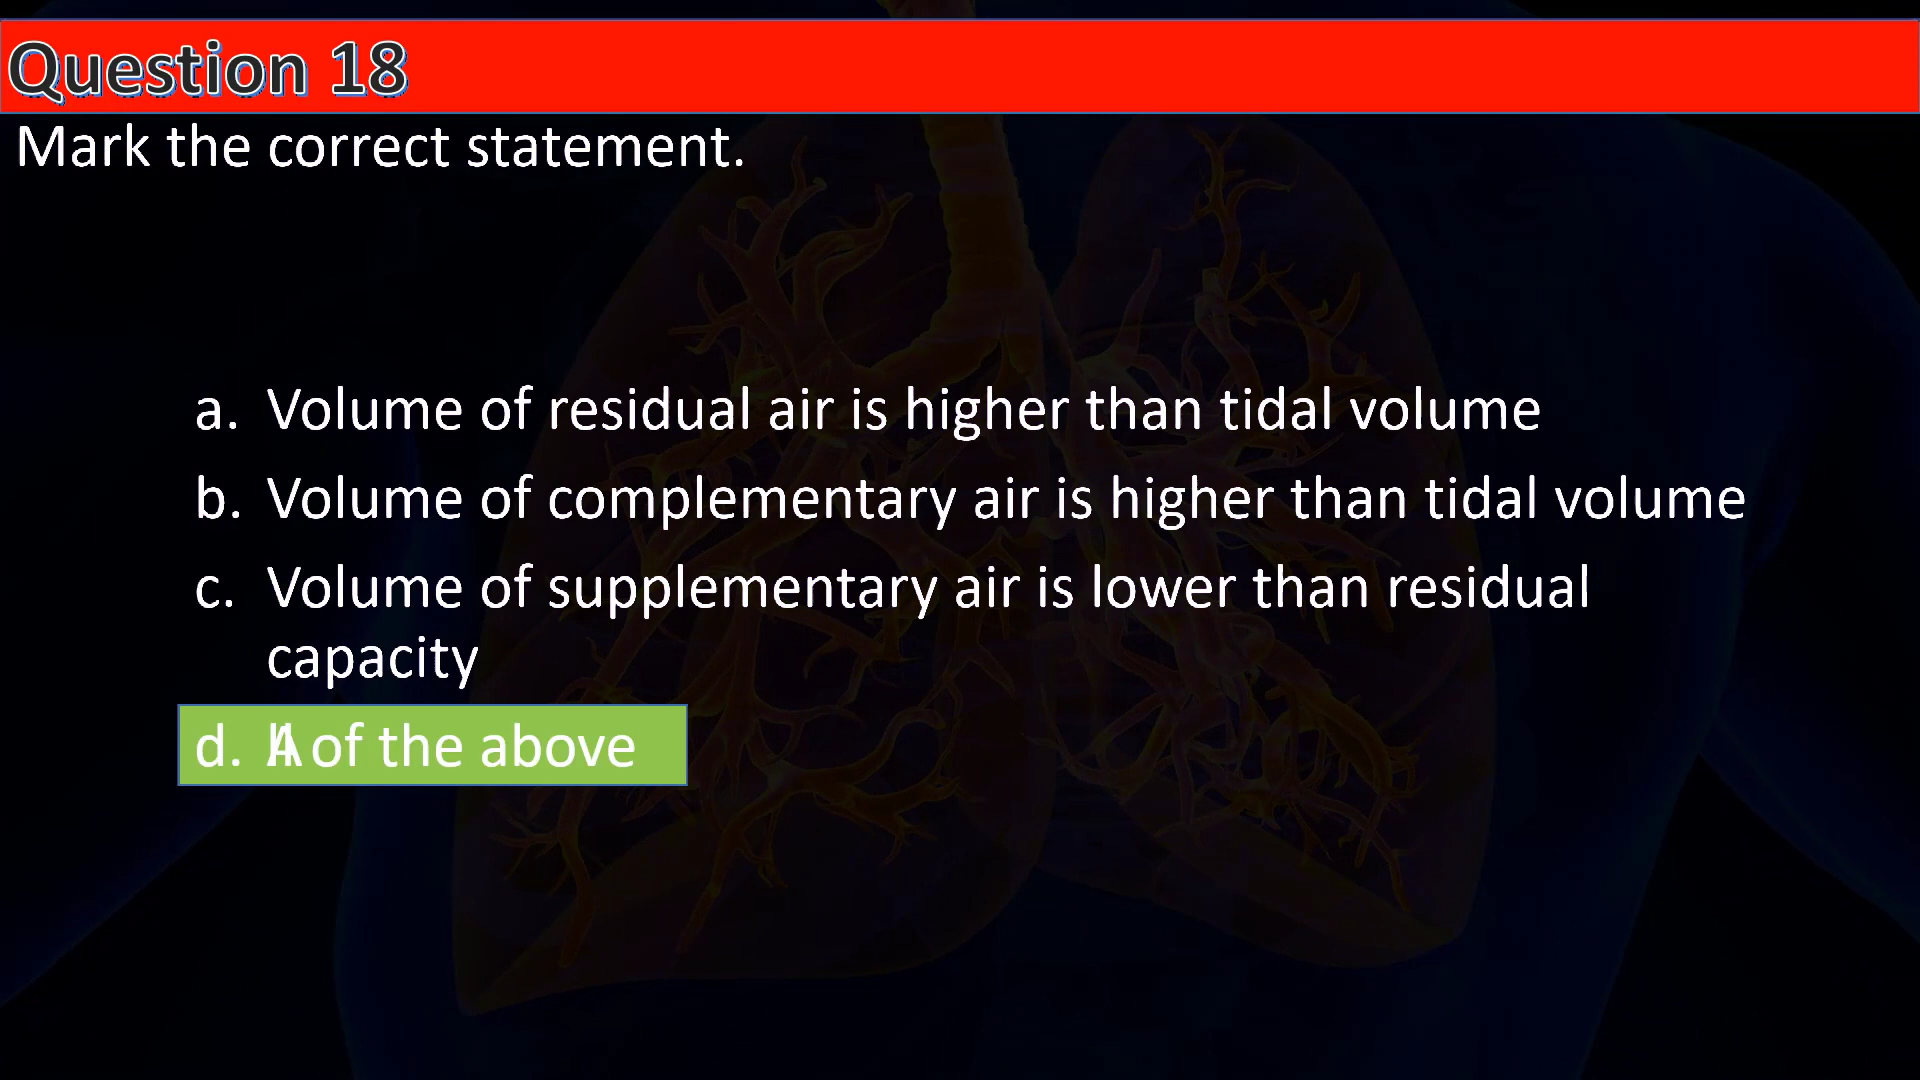 Question 18
Mark the correct statement.
a. Volume of residual air is higher than tidal volume
b. Volume of complementary air is higher than tidal volume
c. Volume of supplementary air is lower than residual
capacity
d. of the above